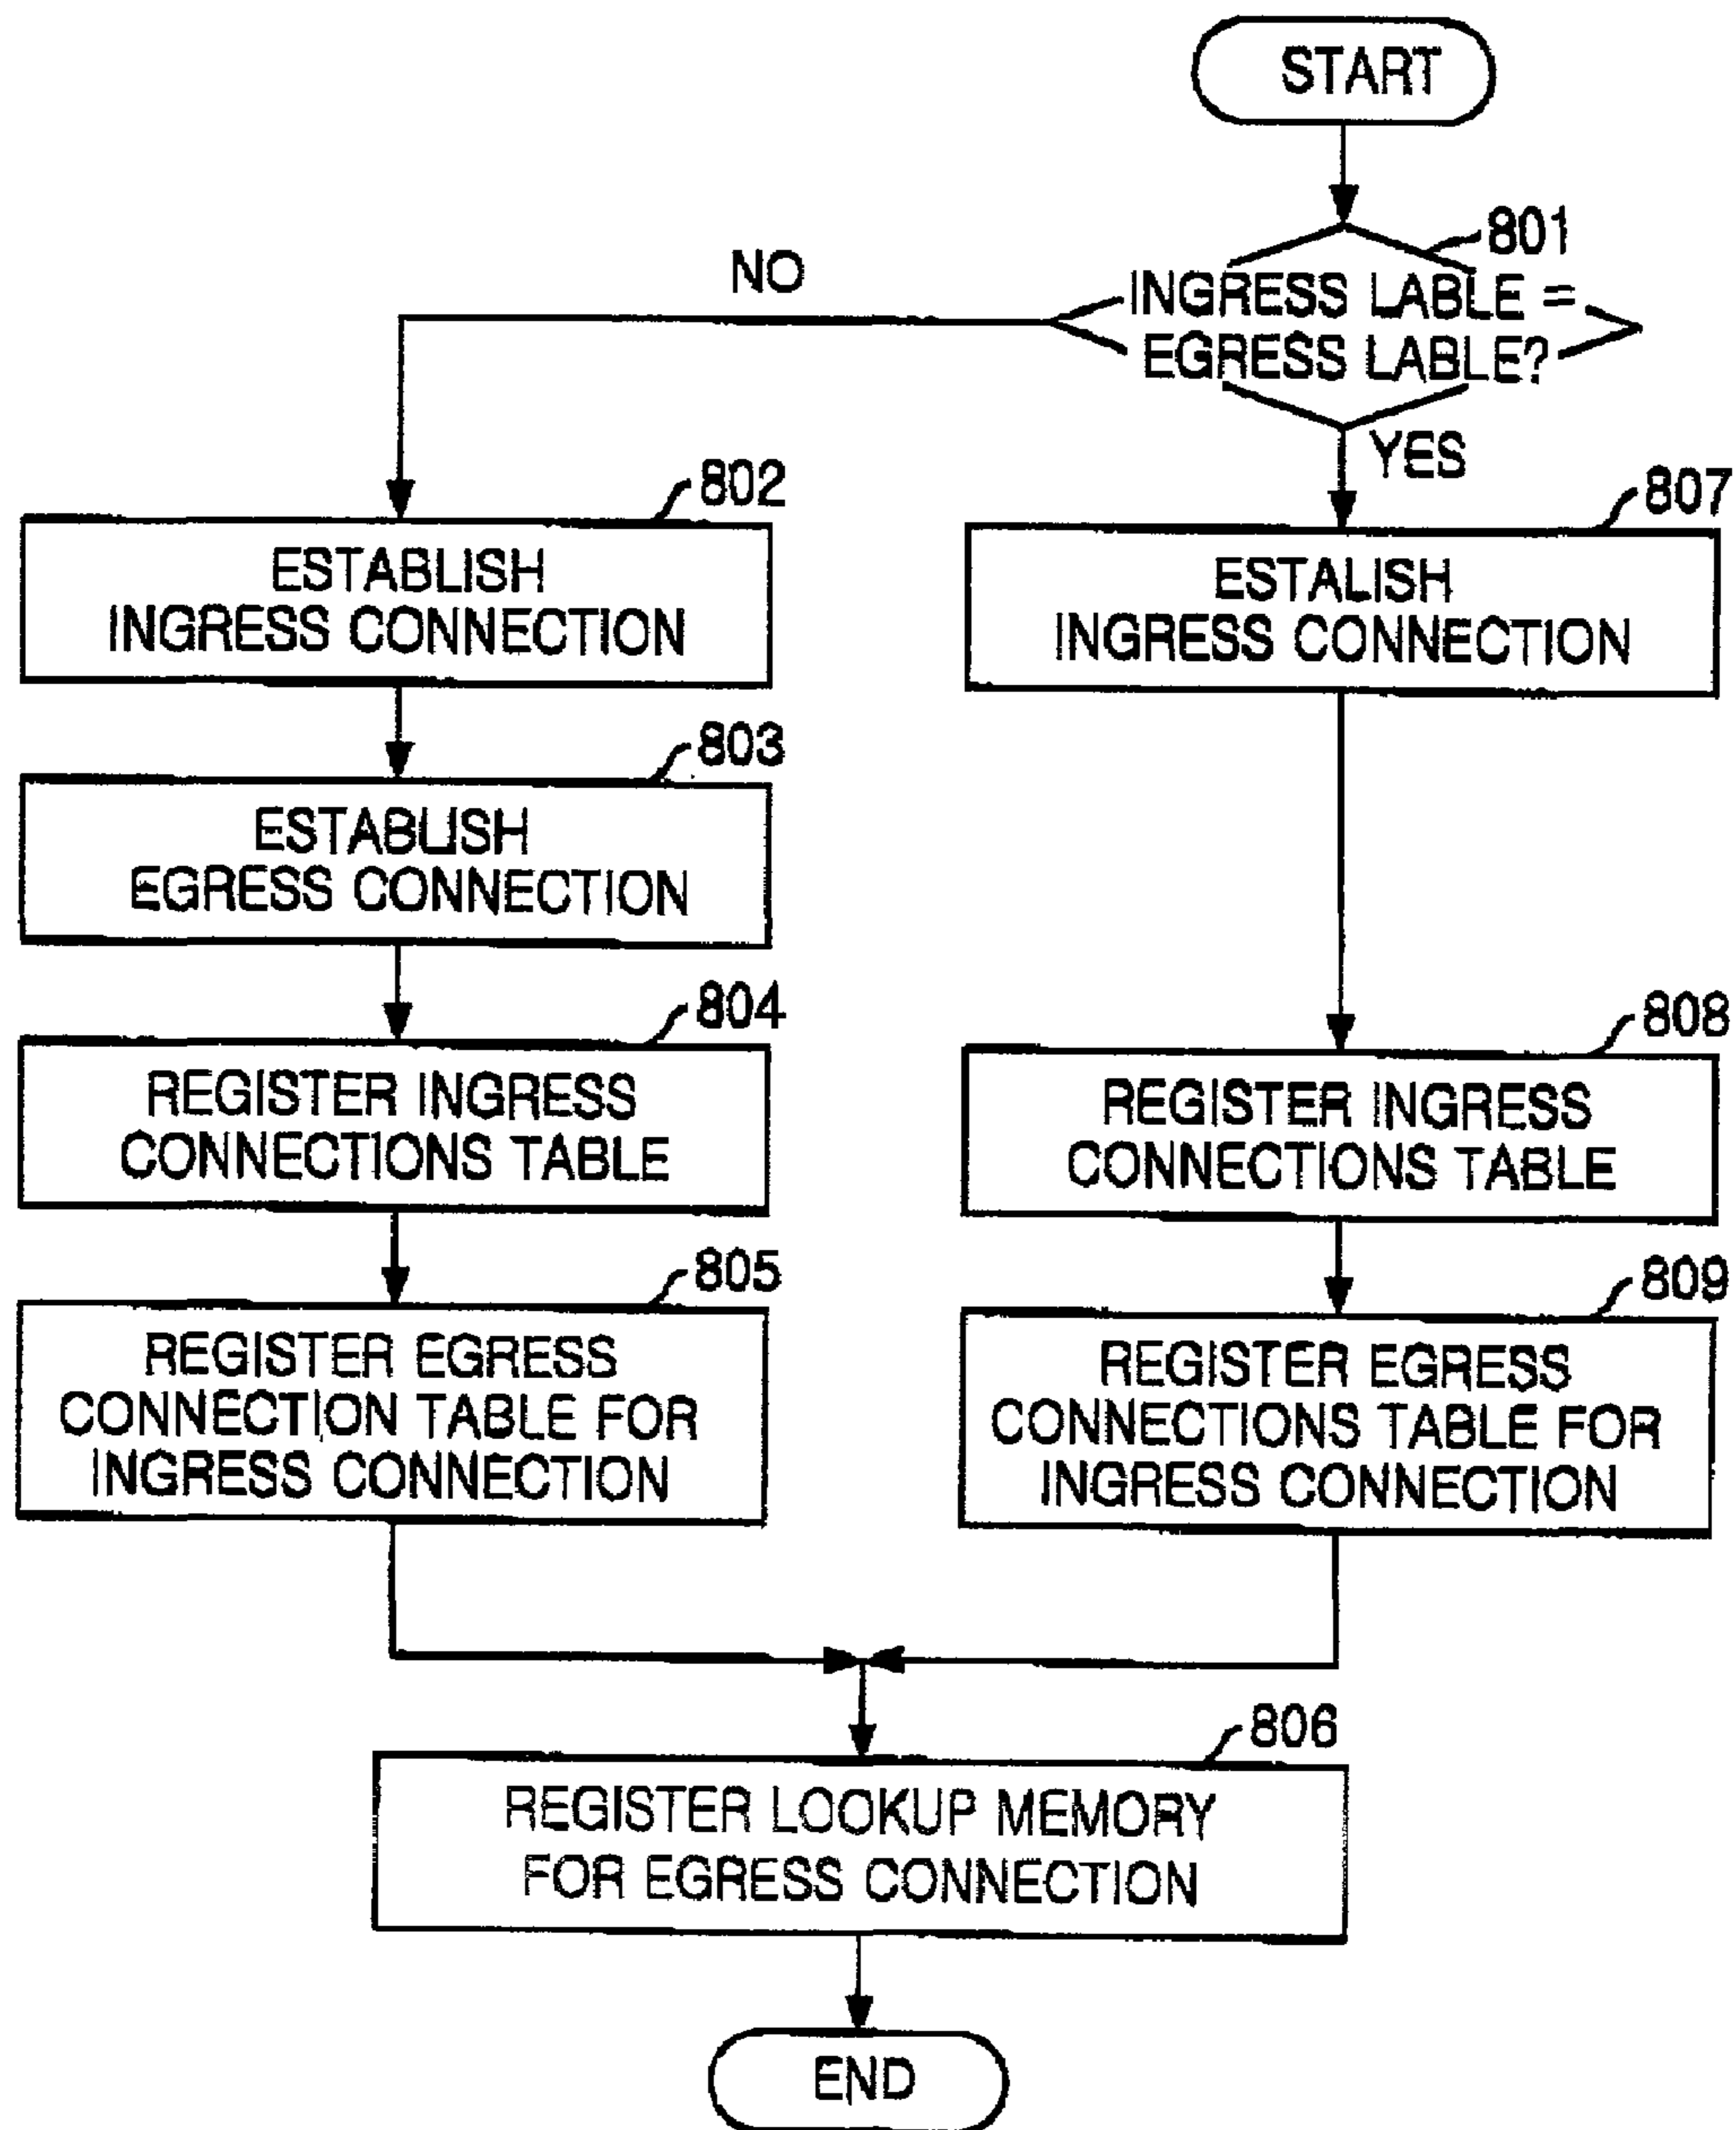 START
801
INGRESS LABLE =
EGRESS LABLE?
NO
YES
802
ESTABLISH
INGRESS CONNECTION
803
ESTABLISH
EGRESS CONNECTION
804
REGISTER INGRESS
CONNECTIONS TABLE
805
REGISTER EGRESS
CONNECTION TABLE FOR
INGRESS CONNECTION
807
ESTALISH
INGRESS CONNECTION
808
REGISTER INGRESS
CONNECTIONS TABLE
809
REGISTER EGRESS
CONNECTIONS TABLE FOR
INGRESS CONNECTION
806
REGISTER LOOKUP MEMORY
FOR EGRESS CONNECTION
END